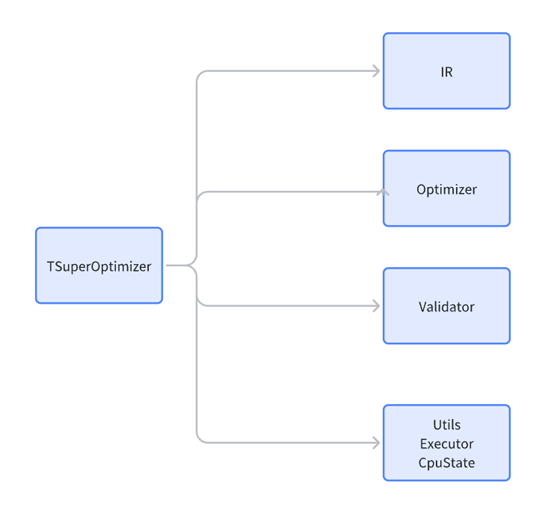 IR
Optimizer
TSuperOptimizer
Validator
Utils
Executor
CpuState